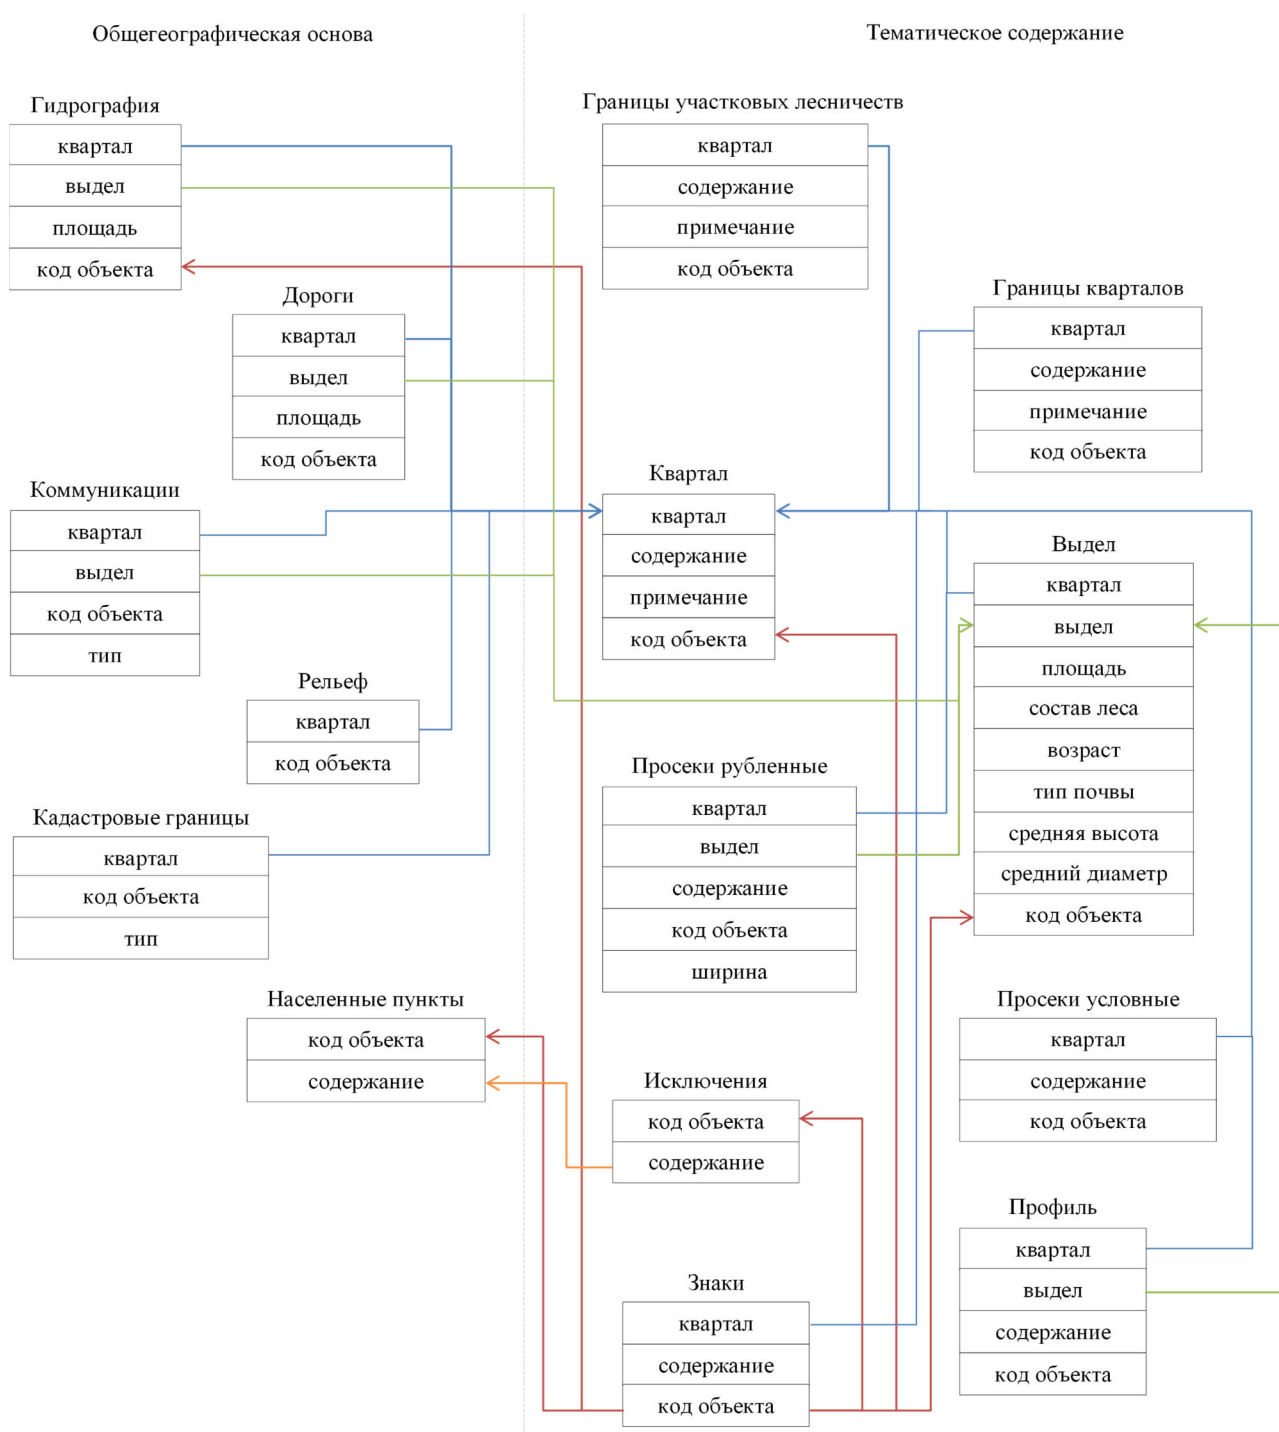 Общегеографическая основа
Тематическое содержание
Гидрография
квартал
выдел
площадь
код объекта
Дороги
квартал
выдел
площадь
код объекта
Коммуникации
квартал
выдел
код объекта
тип
Рельеф
квартал
код объекта
Кадастровые границы
квартал
код объекта
тип
Населенные пункты
код объекта
содержание
Границы участковых лесничеств
квартал
содержание
примечание
код объекта
Границы кварталов
квартал
содержание
примечание
код объекта
Квартал
квартал
содержание
примечание
код объекта
Выдел
квартал
выдел
площадь
состав леса
возраст
тип почвы
средняя высота
средний диаметр
код объекта
Просеки рубленные
квартал
выдел
содержание
код объекта
ширина
Просеки условные
квартал
содержание
код объекта
Исключения
код объекта
содержание
Профиль
квартал
выдел
содержание
код объекта
Знаки
квартал
содержание
код объекта